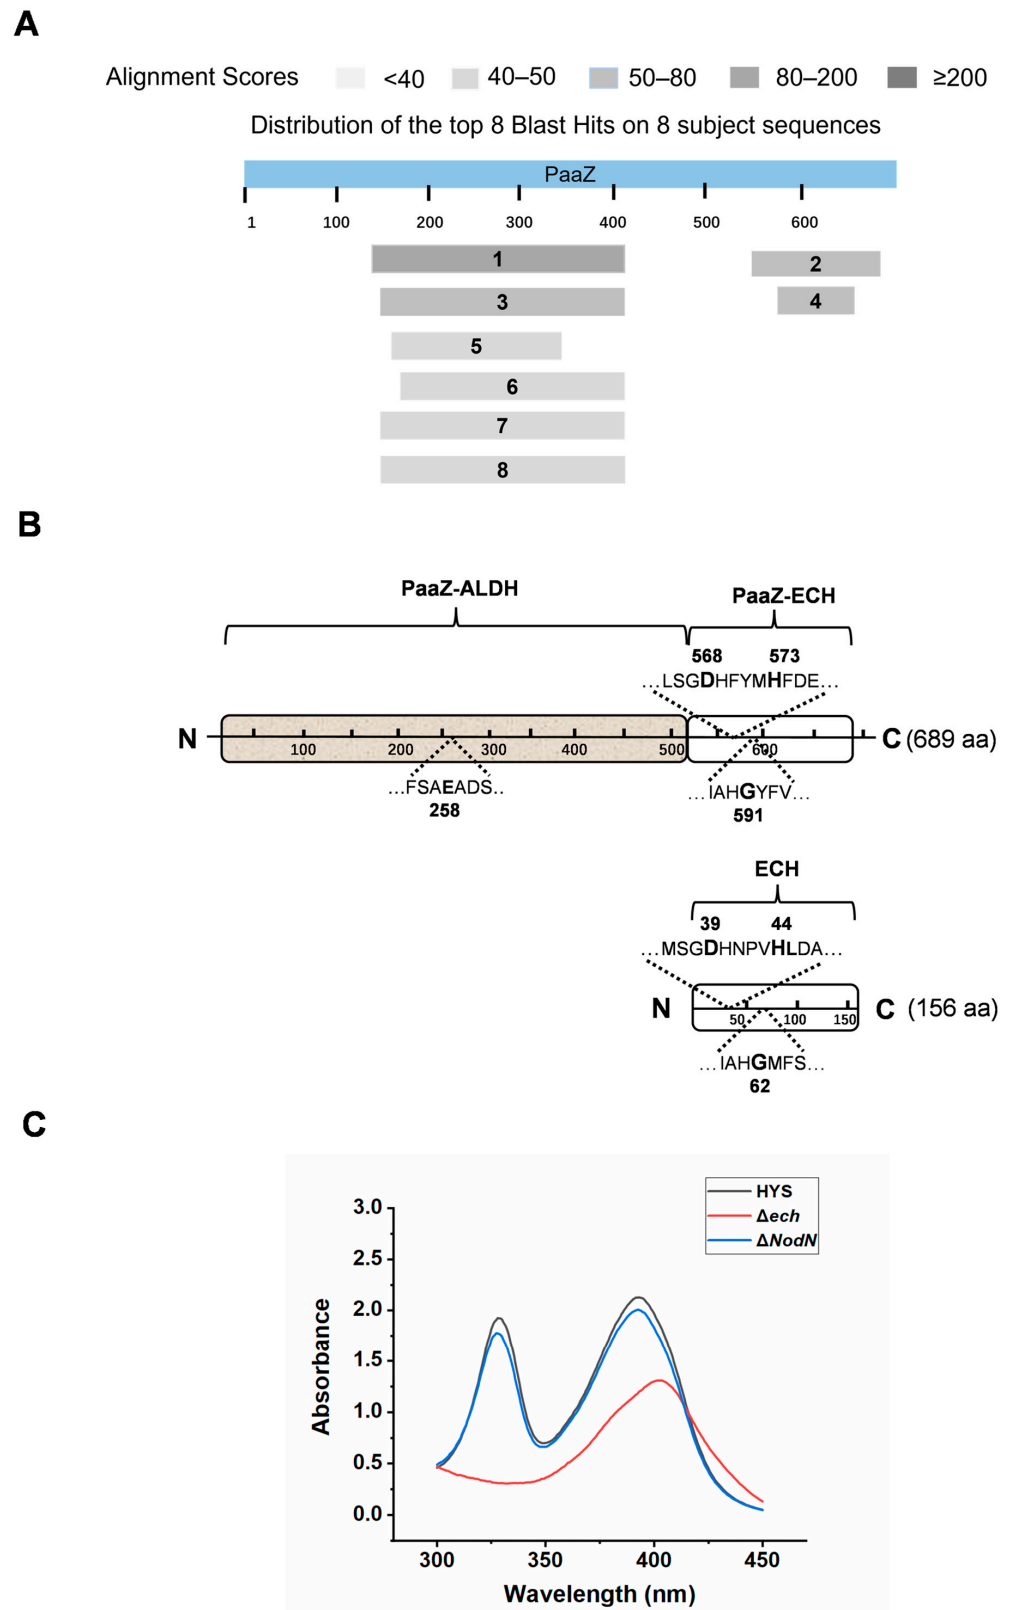 A
Alignment Scores <40 40–50 50–80 80–200 ≥200
Distribution of the top 8 Blast Hits on 8 subject sequences
PaaZ
1 100 200 300 400 500 600
1 2
3 4
5
6
7
8
B
PaaZ-ALDH PaaZ-ECH
568 573
...LSGDHFYMHFDE...
N 100 200 300 400 500 600 C (689 aa)
...FSAEADS.. ...IAHGYFV...
258 591
ECH
39 44
...MSGDHNPVHLDA...
N 50 100 150 C (156 aa)
...IAHGMFS...
62
C
HYS
Δech
ΔNodN
3.0
2.5
2.0
1.5
1.0
0.5
0.0
Absorbance
300 350 400 450
Wavelength (nm)